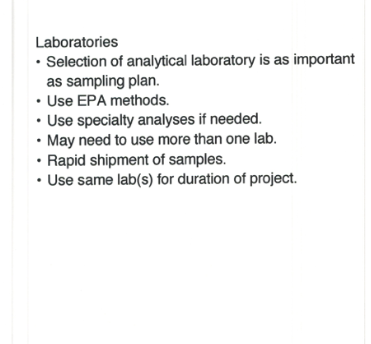 Laboratories
• Selection of analytical laboratory is as important
as sampling plan.
• Use EPA methods.
• Use specialty analyses if needed.
• May need to use more than one lab.
• Rapid shipment of samples.
• Use same lab(s) for duration of project.